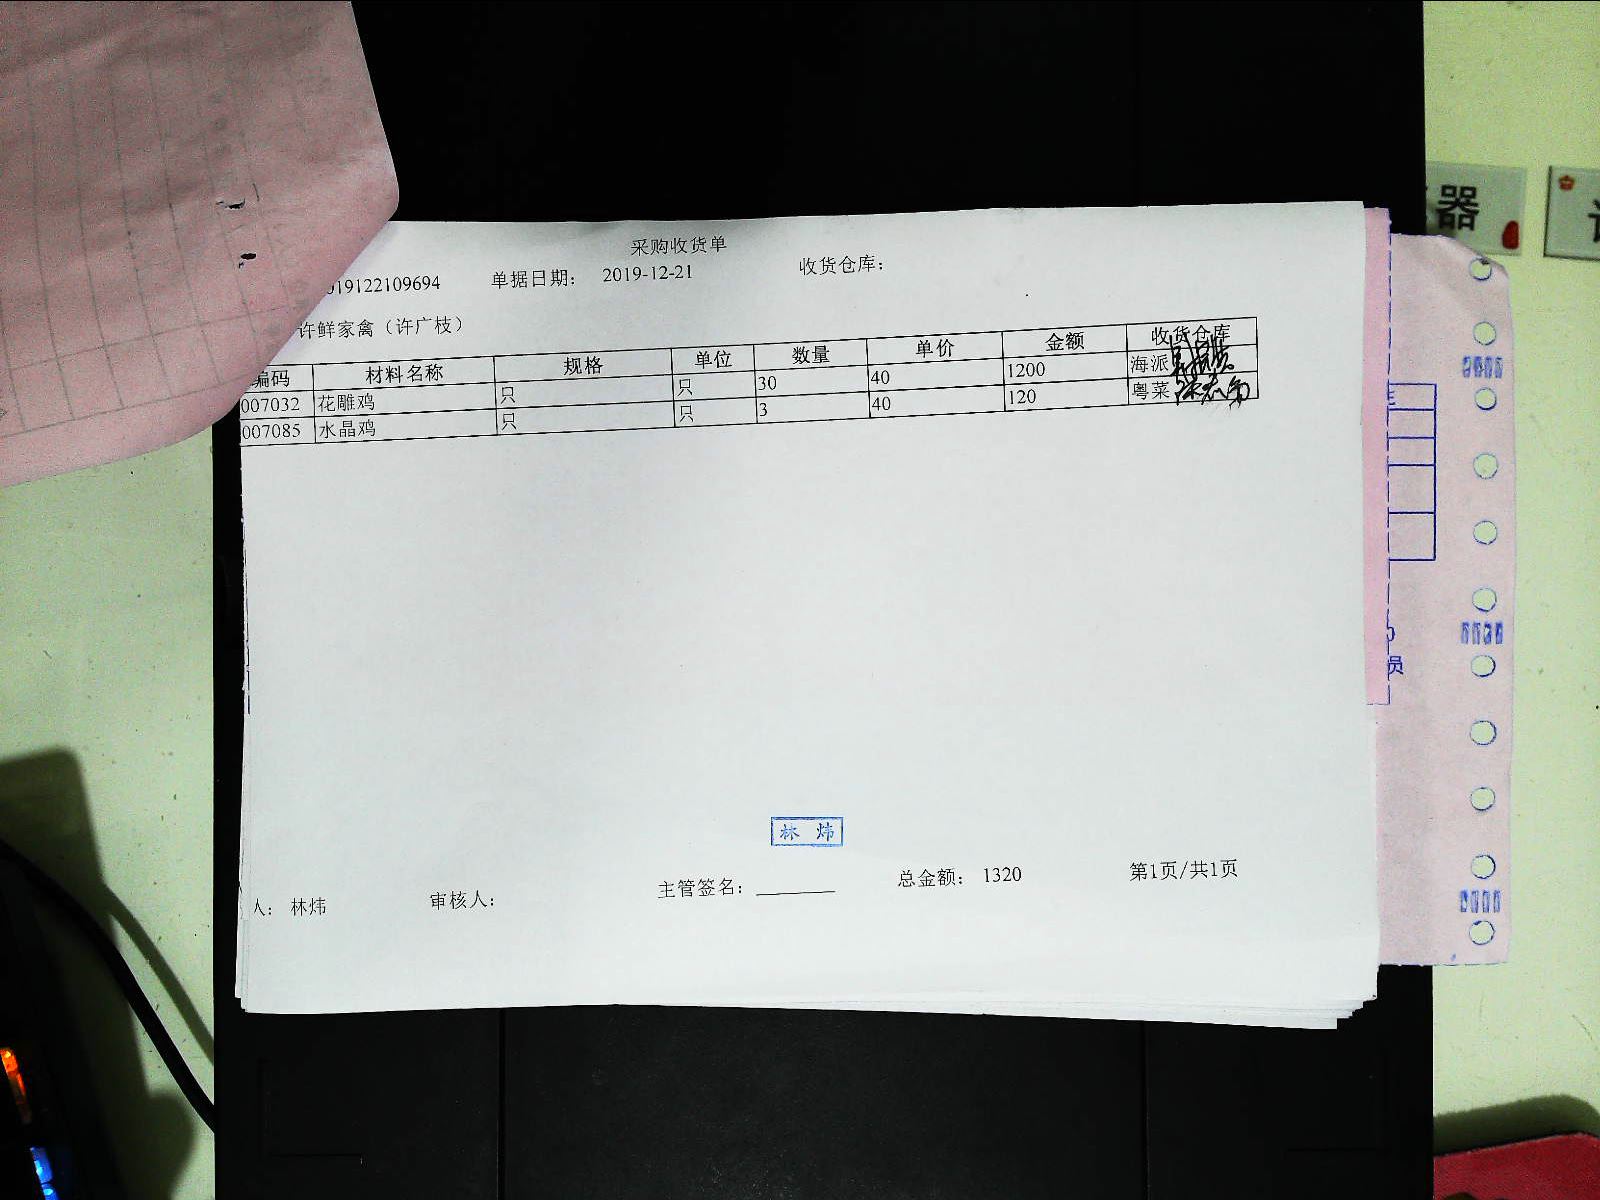 采购收货单
019122109694 单据日期： 2019-12-21 收货仓库：
许鲜家禽（许广枝）
编码 材料名称 规格 单位 数量 单价 金额 收货仓库
007032 花雕鸡 只 只 30 40 1200 海派
007085 水晶鸡 只 只 3 40 120 粤菜
林炜
人： 林炜 审核人： 主管签名： 总金额： 1320 第1页/共1页
器
员